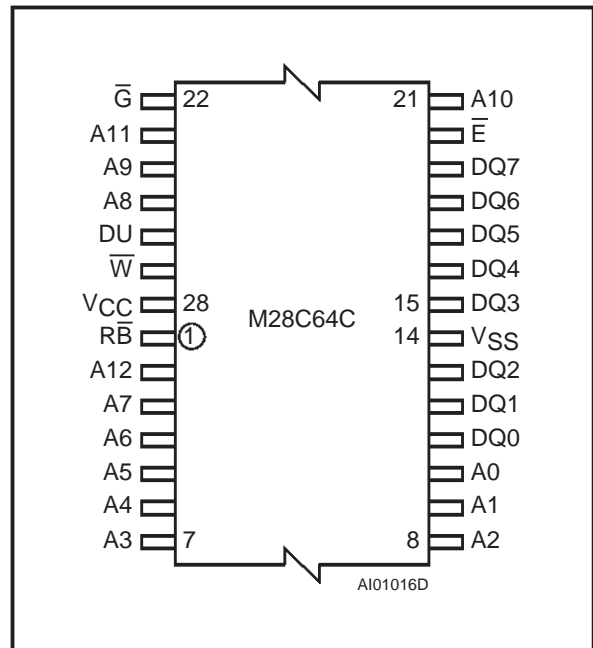 G̅ 22 21 A10
A11 E̅
A9 DQ7
A8 DQ6
DU DQ5
W̅ DQ4
VCC 28 15 DQ3
M28C64C
RB̅ 1 14 VSS
A12 DQ2
A7 DQ1
A6 DQ0
A5 A0
A4 A1
A3 7 8 A2
AI01016D